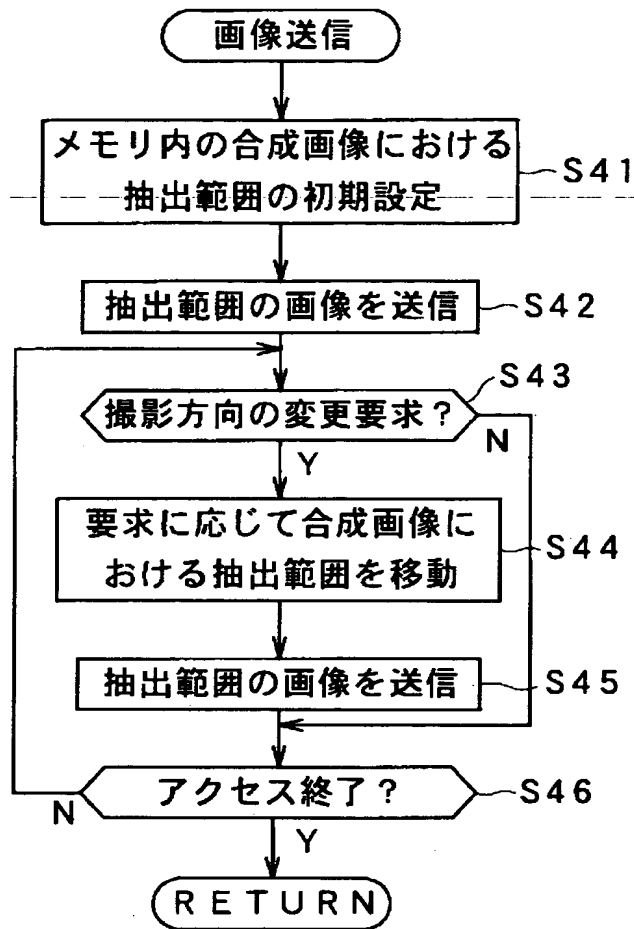 画像送信
メモリ内の合成画像における
抽出範囲の初期設定
S41
抽出範囲の画像を送信
S42
撮影方向の変更要求？
S43
N
Y
要求に応じて合成画像に
おける抽出範囲を移動
S44
抽出範囲の画像を送信
S45
アクセス終了？
S46
N
Y
RETURN